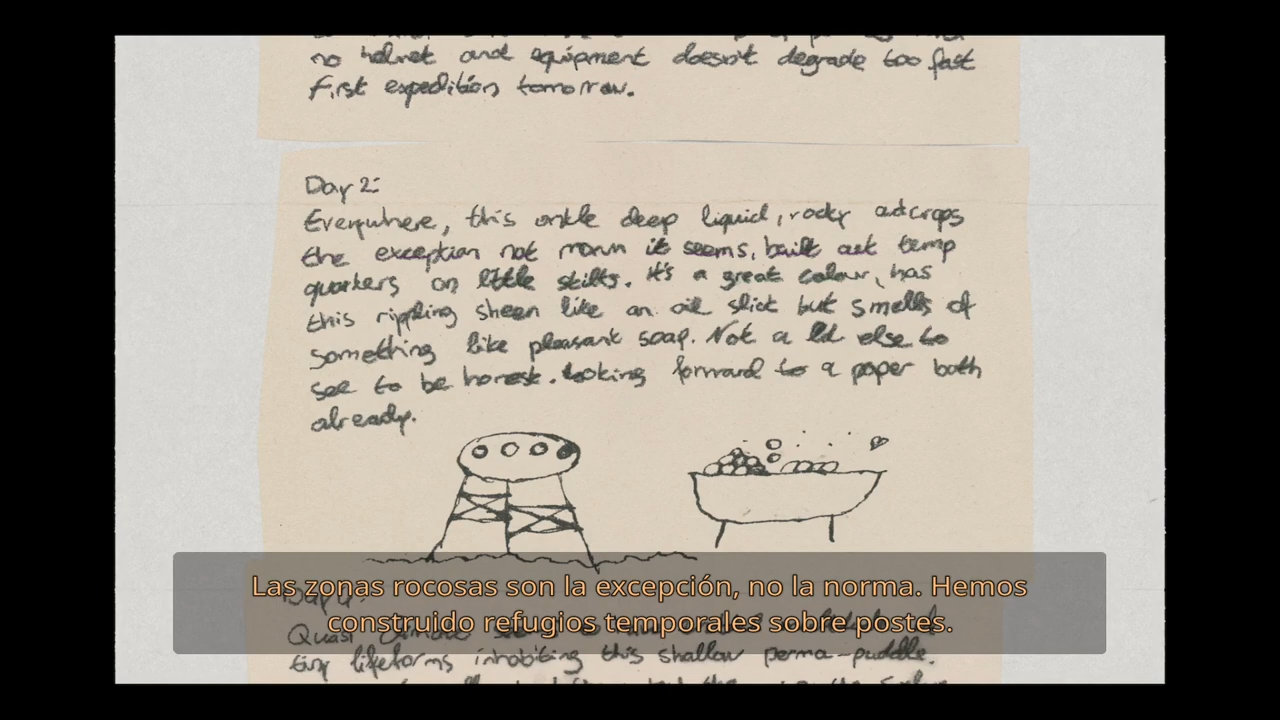 no helmet and equipment doesn't degrade too fast
First expedition tomorrow.
Day 2:
Everywhere, this ankle deep liquid, rocky outcrops
the exception not norm it seems, built out temp
quarters on little stilts. It's a great colour, has
this rippling sheen like an oil slick but smells of
something like pleasant soap. Not a lot else to
see to be honest. Looking forward to a proper bath
already.
Las zonas rocosas son la excepción, no la norma. Hemos
construido refugios temporales sobre postes.
Quasi
tiny lifeforms inhabiting this shallow perma-puddle.